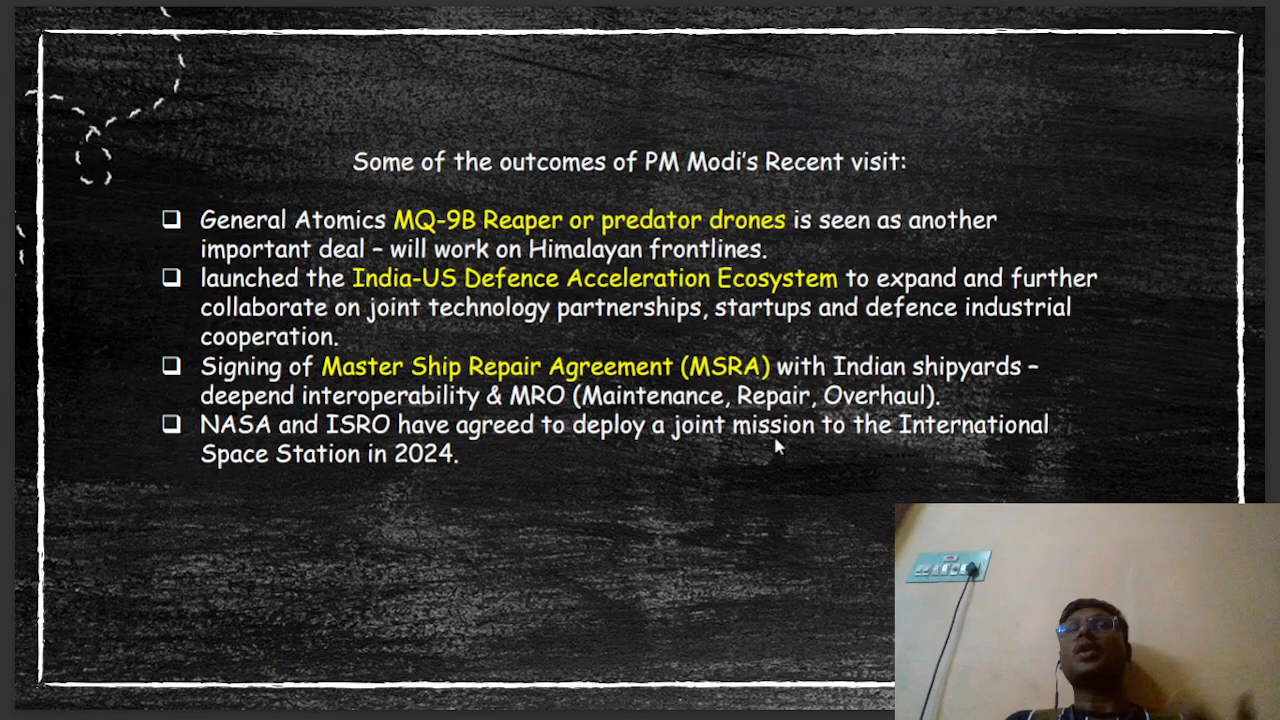 Some of the outcomes of PM Modi's Recent visit:
General Atomics MQ-9B Reaper or predator drones is seen as another
important deal – will work on Himalayan frontlines.
launched the India-US Defence Acceleration Ecosystem to expand and further
collaborate on joint technology partnerships, startups and defence industrial
cooperation.
Signing of Master Ship Repair Agreement (MSRA) with Indian shipyards –
deepend interoperability & MRO (Maintenance, Repair, Overhaul).
NASA and ISRO have agreed to deploy a joint mission to the International
Space Station in 2024.